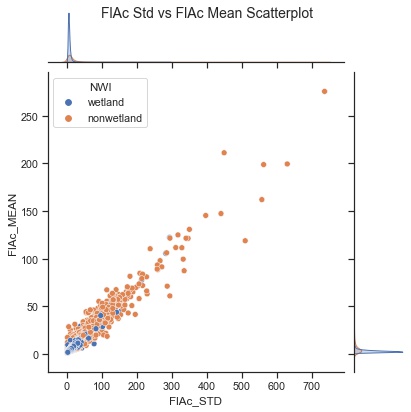 FlAc Std vs FlAc Mean Scatterplot
NWI
wetland
nonwetland
250
200
150
100
50
0
FlAc_MEAN
0 100 200 300 400 500 600 700
FlAc_STD